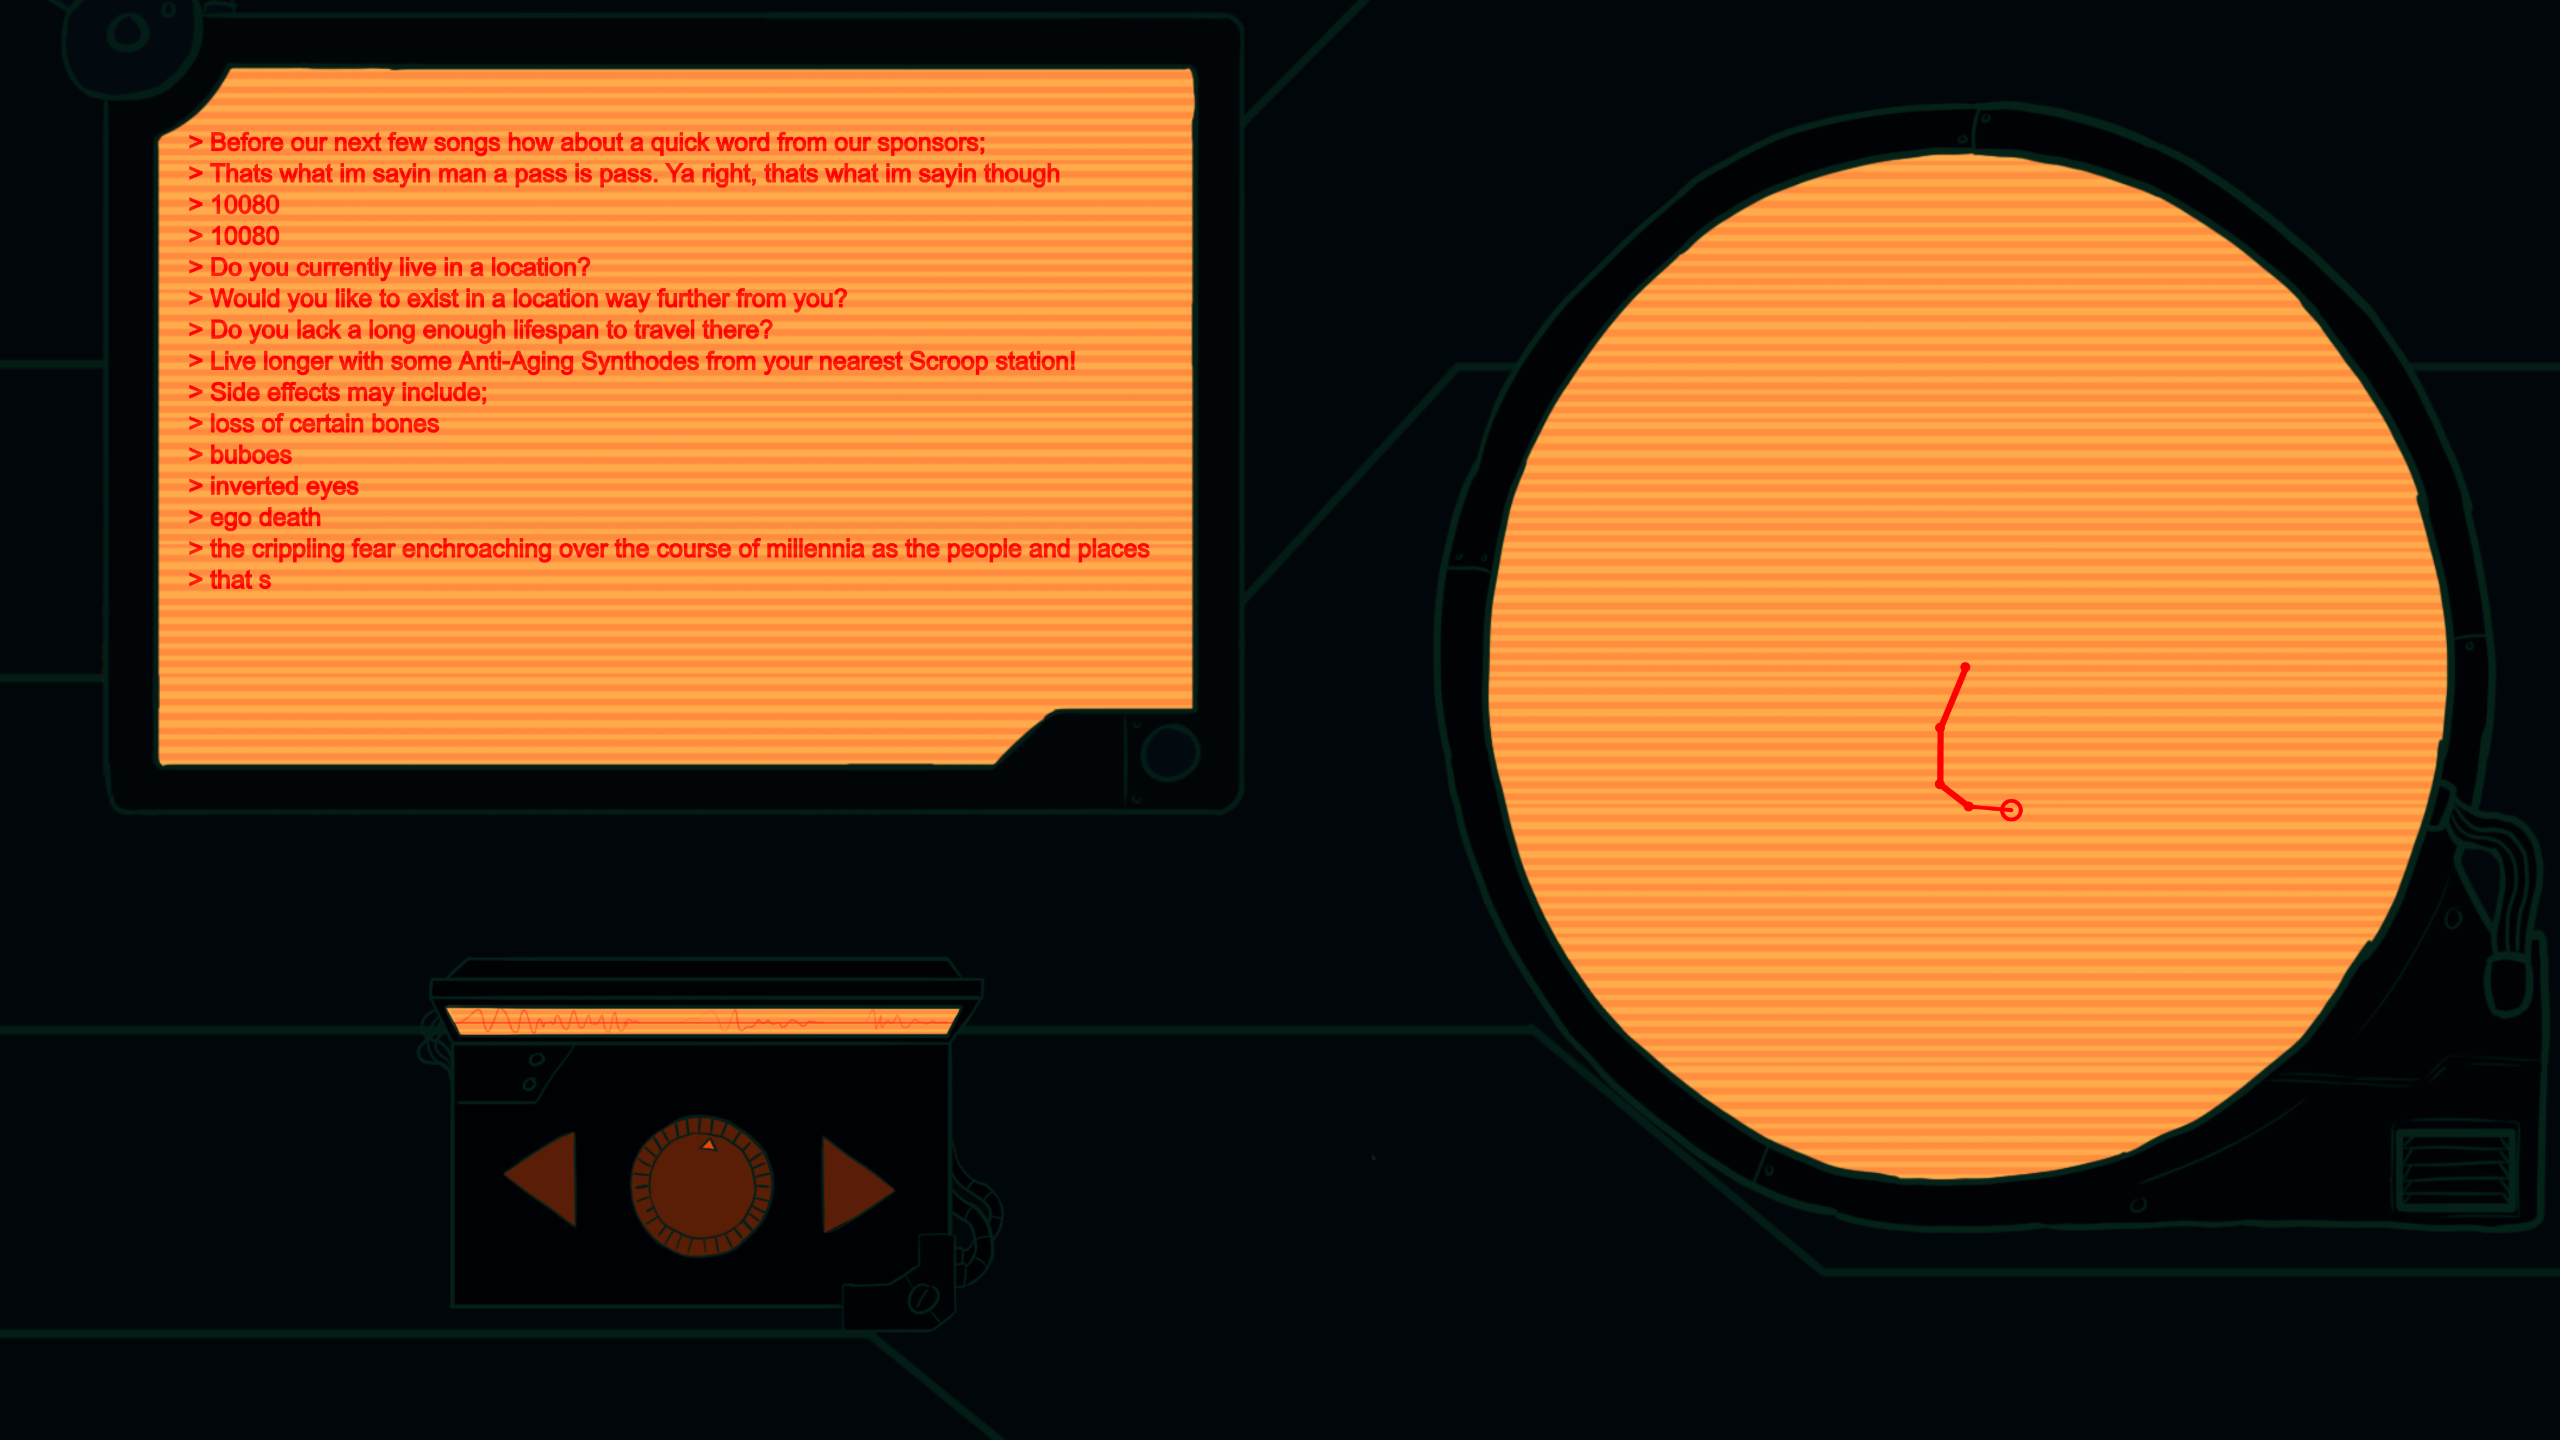 > Before our next few songs how about a quick word from our sponsors;
> Thats what im sayin man a pass is pass. Ya right, thats what im sayin though
> 10080
> 10080
> Do you currently live in a location?
> Would you like to exist in a location way further from you?
> Do you lack a long enough lifespan to travel there?
> Live longer with some Anti-Aging Synthodes from your nearest Scroop station!
> Side effects may include;
> loss of certain bones
> buboes
> inverted eyes
> ego death
> the crippling fear enchroaching over the course of millennia as the people and places
> that s